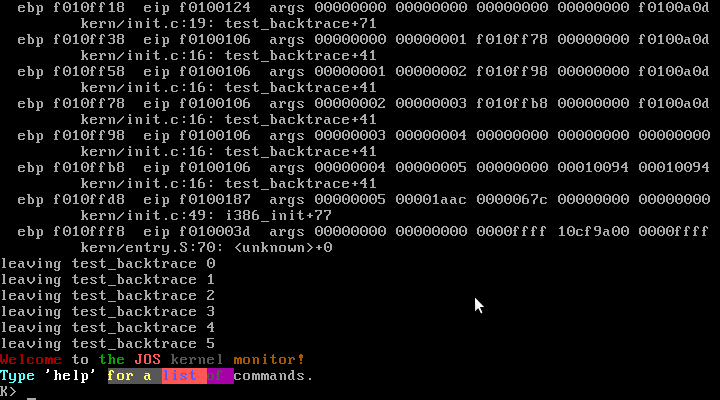 ebp f010ff18  eip f0100124  args 00000000 00000000 00000000 00000000 f0100a0d
kern/init.c:19: test_backtrace+71
ebp f010ff38  eip f0100106  args 00000000 00000001 f010ff78 00000000 f0100a0d
kern/init.c:16: test_backtrace+41
ebp f010ff58  eip f0100106  args 00000001 00000002 f010ff98 00000000 f0100a0d
kern/init.c:16: test_backtrace+41
ebp f010ff78  eip f0100106  args 00000002 00000003 f010ffb8 00000000 f0100a0d
kern/init.c:16: test_backtrace+41
ebp f010ff98  eip f0100106  args 00000003 00000004 00000000 00000000 00000000
kern/init.c:16: test_backtrace+41
ebp f010ffb8  eip f0100106  args 00000004 00000005 00000000 00010094 00010094
kern/init.c:16: test_backtrace+41
ebp f010ffd8  eip f0100187  args 00000005 00001aac 0000067c 00000000 00000000
kern/init.c:49: i386_init+77
ebp f010fff8  eip f010003d  args 00000000 00000000 0000ffff 10cf9a00 0000ffff
kern/entry.S:70: <unknown>+0
leaving test_backtrace 0
leaving test_backtrace 1
leaving test_backtrace 2
leaving test_backtrace 3
leaving test_backtrace 4
leaving test_backtrace 5
Welcome to the JOS kernel monitor!
Type 'help' for a list of commands.
K> _